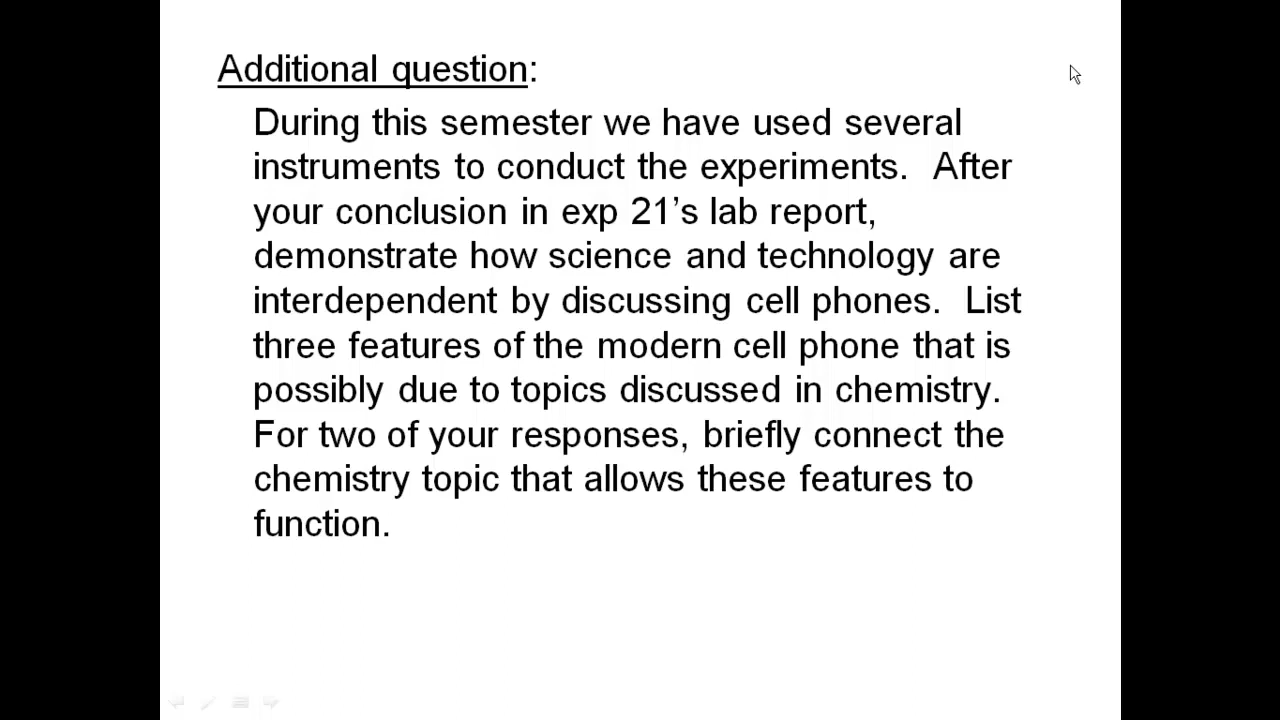 Additional question:
During this semester we have used several
instruments to conduct the experiments.  After
your conclusion in exp 21’s lab report,
demonstrate how science and technology are
interdependent by discussing cell phones.  List
three features of the modern cell phone that is
possibly due to topics discussed in chemistry.
For two of your responses, briefly connect the
chemistry topic that allows these features to
function.